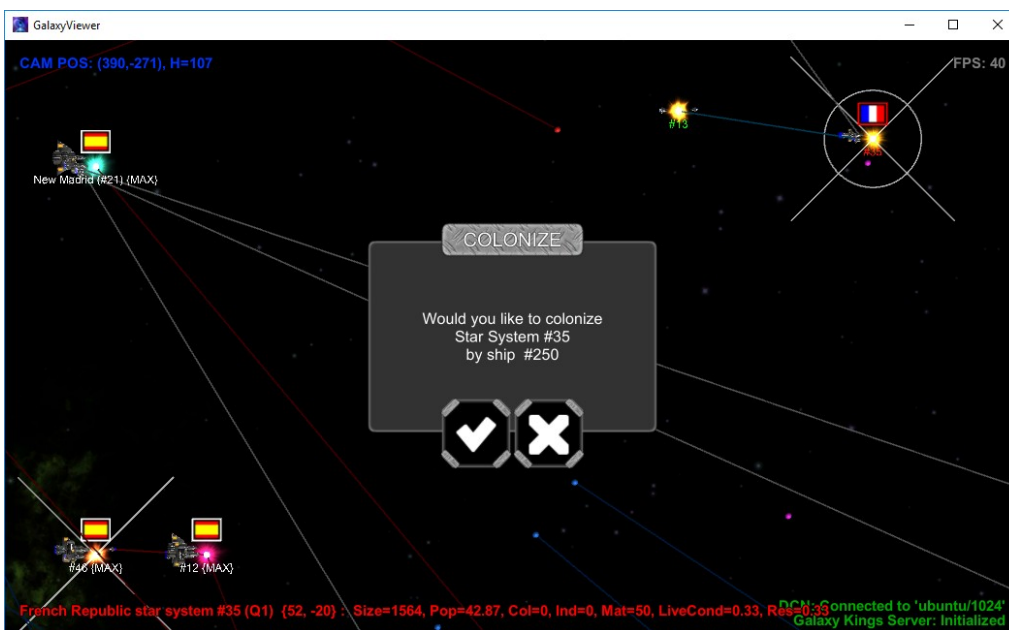 GalaxyViewer
CAM POS: (390,-271), H=107
FPS: 40
#13
#35
New Madrid (#21) {MAX}
COLONIZE
Would you like to colonize
Star System #35
by ship #250
#46 {MAX}
#12 {MAX}
French Republic star system #35 (Q1) {52, -20} : Size=1564, Pop=42.87, Col=0, Ind=0, Mat=50, LiveCond=0.33, Res=0.33
DCN: Connected to 'ubuntu/1024'
Galaxy Kings Server: Initialized